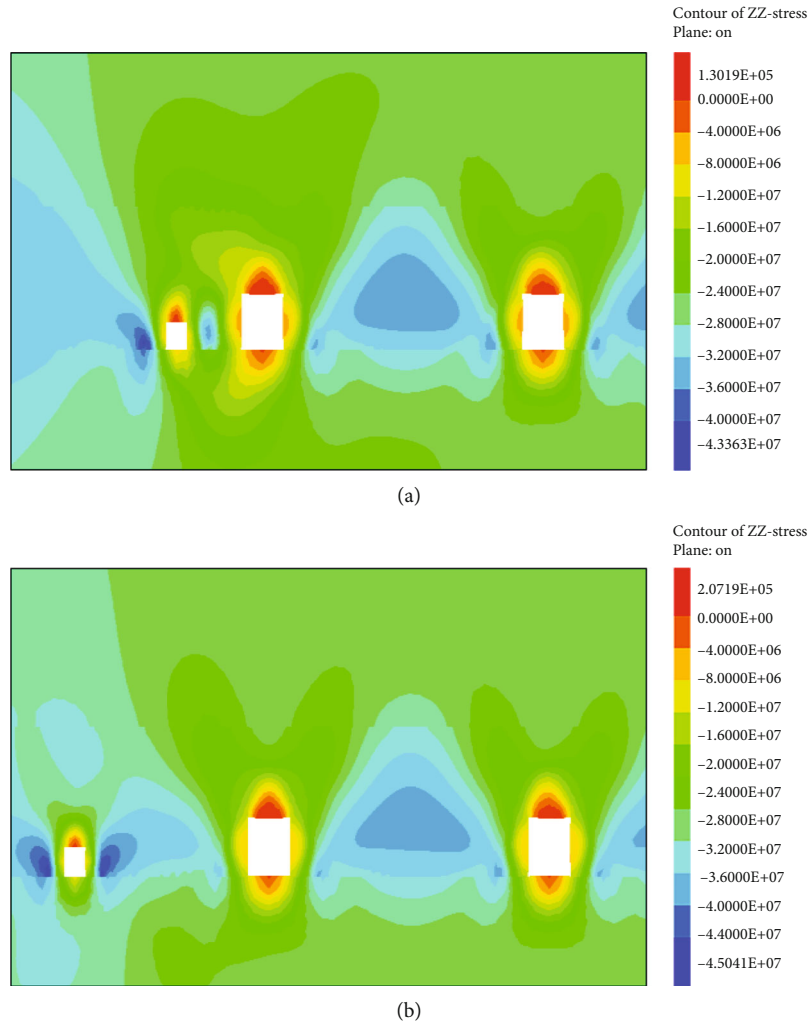 Contour of ZZ-stress
Plane: on
1.3019E+05
0.0000E+00
–4.0000E+06
–8.0000E+06
–1.2000E+07
–1.6000E+07
–2.0000E+07
–2.4000E+07
–2.8000E+07
–3.2000E+07
–3.6000E+07
–4.0000E+07
–4.3363E+07
(a)
Contour of ZZ-stress
Plane: on
2.0719E+05
0.0000E+00
–4.0000E+06
–8.0000E+06
–1.2000E+07
–1.6000E+07
–2.0000E+07
–2.4000E+07
–2.8000E+07
–3.2000E+07
–3.6000E+07
–4.0000E+07
–4.4000E+07
–4.5041E+07
(b)